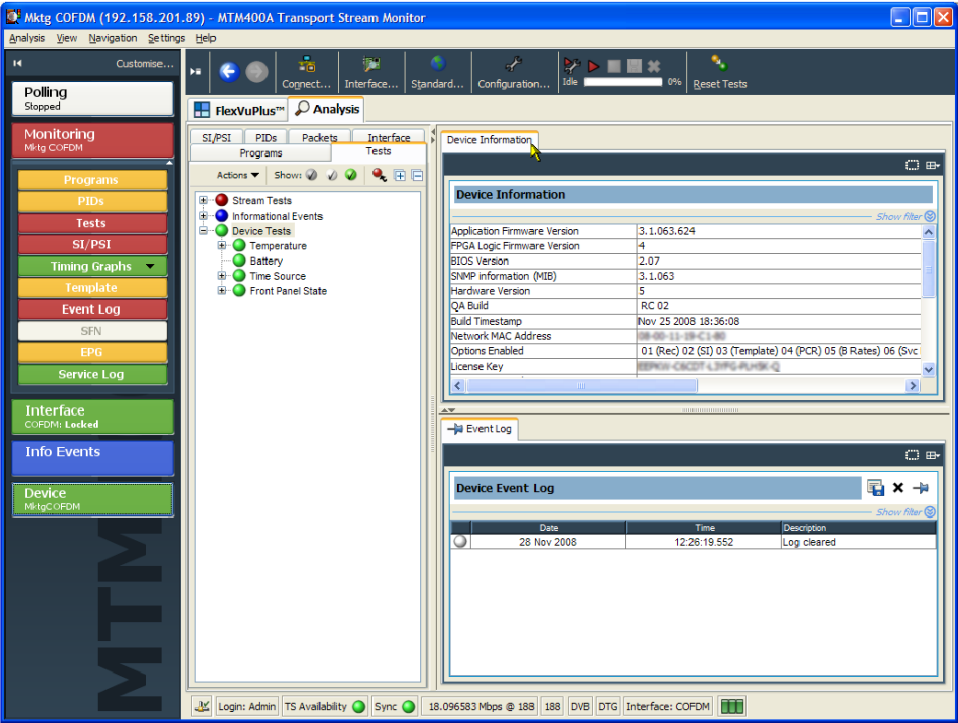 Mktg COFDM (192.158.201.89) - MTM400A Transport Stream Monitor
Analysis View Navigation Settings Help
Customise...
Polling
Stopped
Monitoring
Mktg COFDM
Programs
PIDs
Tests
SI/PSI
Timing Graphs
Template
Event Log
SFN
EPG
Service Log
Interface
COFDM: Locked
Info Events
Device
MktgCOFDM
MTM
Connect...
Interface...
Standard...
Configuration...
Idle
0%
Reset Tests
FlexVuPlus™
Analysis
SI/PSI
PIDs
Packets
Interface
Programs
Tests
Actions
Show:
Stream Tests
Informational Events
Device Tests
Temperature
Battery
Time Source
Front Panel State
Device Information
Device Information
Show filter
Application Firmware Version 3.1.063.624
FPGA Logic Firmware Version 4
BIOS Version 2.07
SNMP information (MIB) 3.1.063
Hardware Version 5
QA Build RC 02
Build Timestamp Nov 25 2008 18:36:08
Network MAC Address
Options Enabled 01 (Rec) 02 (SI) 03 (Template) 04 (PCR) 05 (B Rates) 06 (Svc
License Key
Event Log
Device Event Log
Show filter
Date Time Description
28 Nov 2008 12:26:19.552 Log cleared
Login: Admin TS Availability Sync 18.096583 Mbps @ 188 188 DVB DTG Interface: COFDM